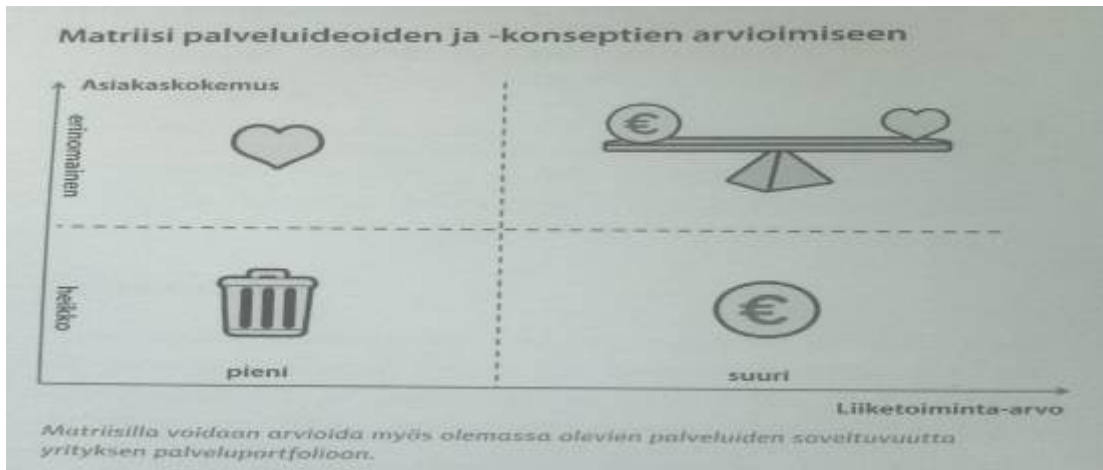 Matriisi palveluideoiden ja -konseptien arvioimiseen
Asiakaskokemus
erinomainen
€
heikko
€
pieni
suuri
Liiketoiminta-arvo
Matriisilla voidaan arvioida myös olemassa olevien palveluiden soveltuvuutta
yrityksen palveluportfolioon.